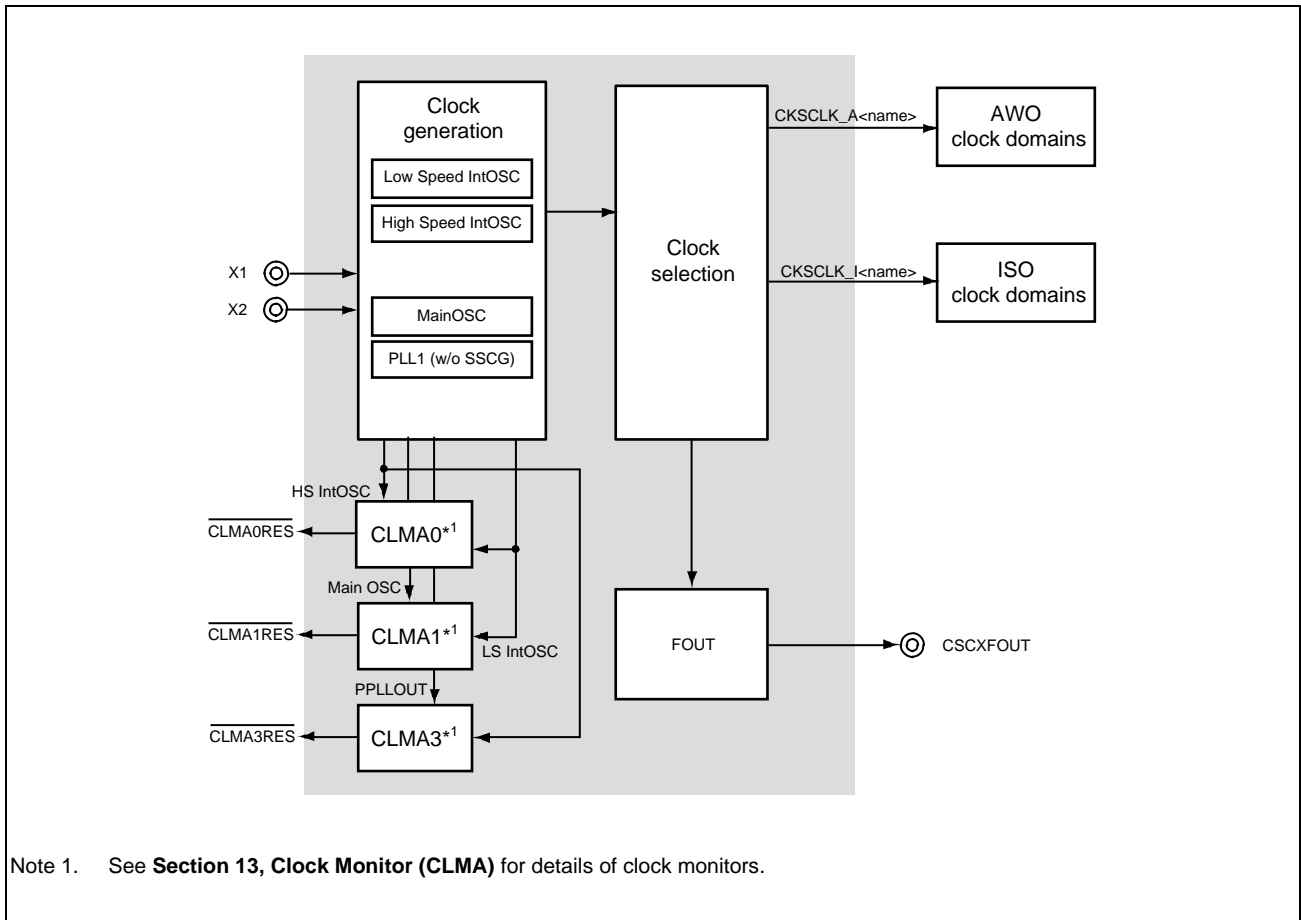 Clock
generation
Low Speed IntOSC
High Speed IntOSC
MainOSC
PLL1 (w/o SSCG)
X1
X2
Clock
selection
CKSCLK_A<name>
AWO
clock domains
CKSCLK_I<name>
ISO
clock domains
HS IntOSC
CLMA0*1
CLMA0RES
Main OSC
CLMA1*1
CLMA1RES
LS IntOSC
PPLLOUT
CLMA3*1
CLMA3RES
FOUT
CSCXFOUT
Note 1. See Section 13, Clock Monitor (CLMA) for details of clock monitors.